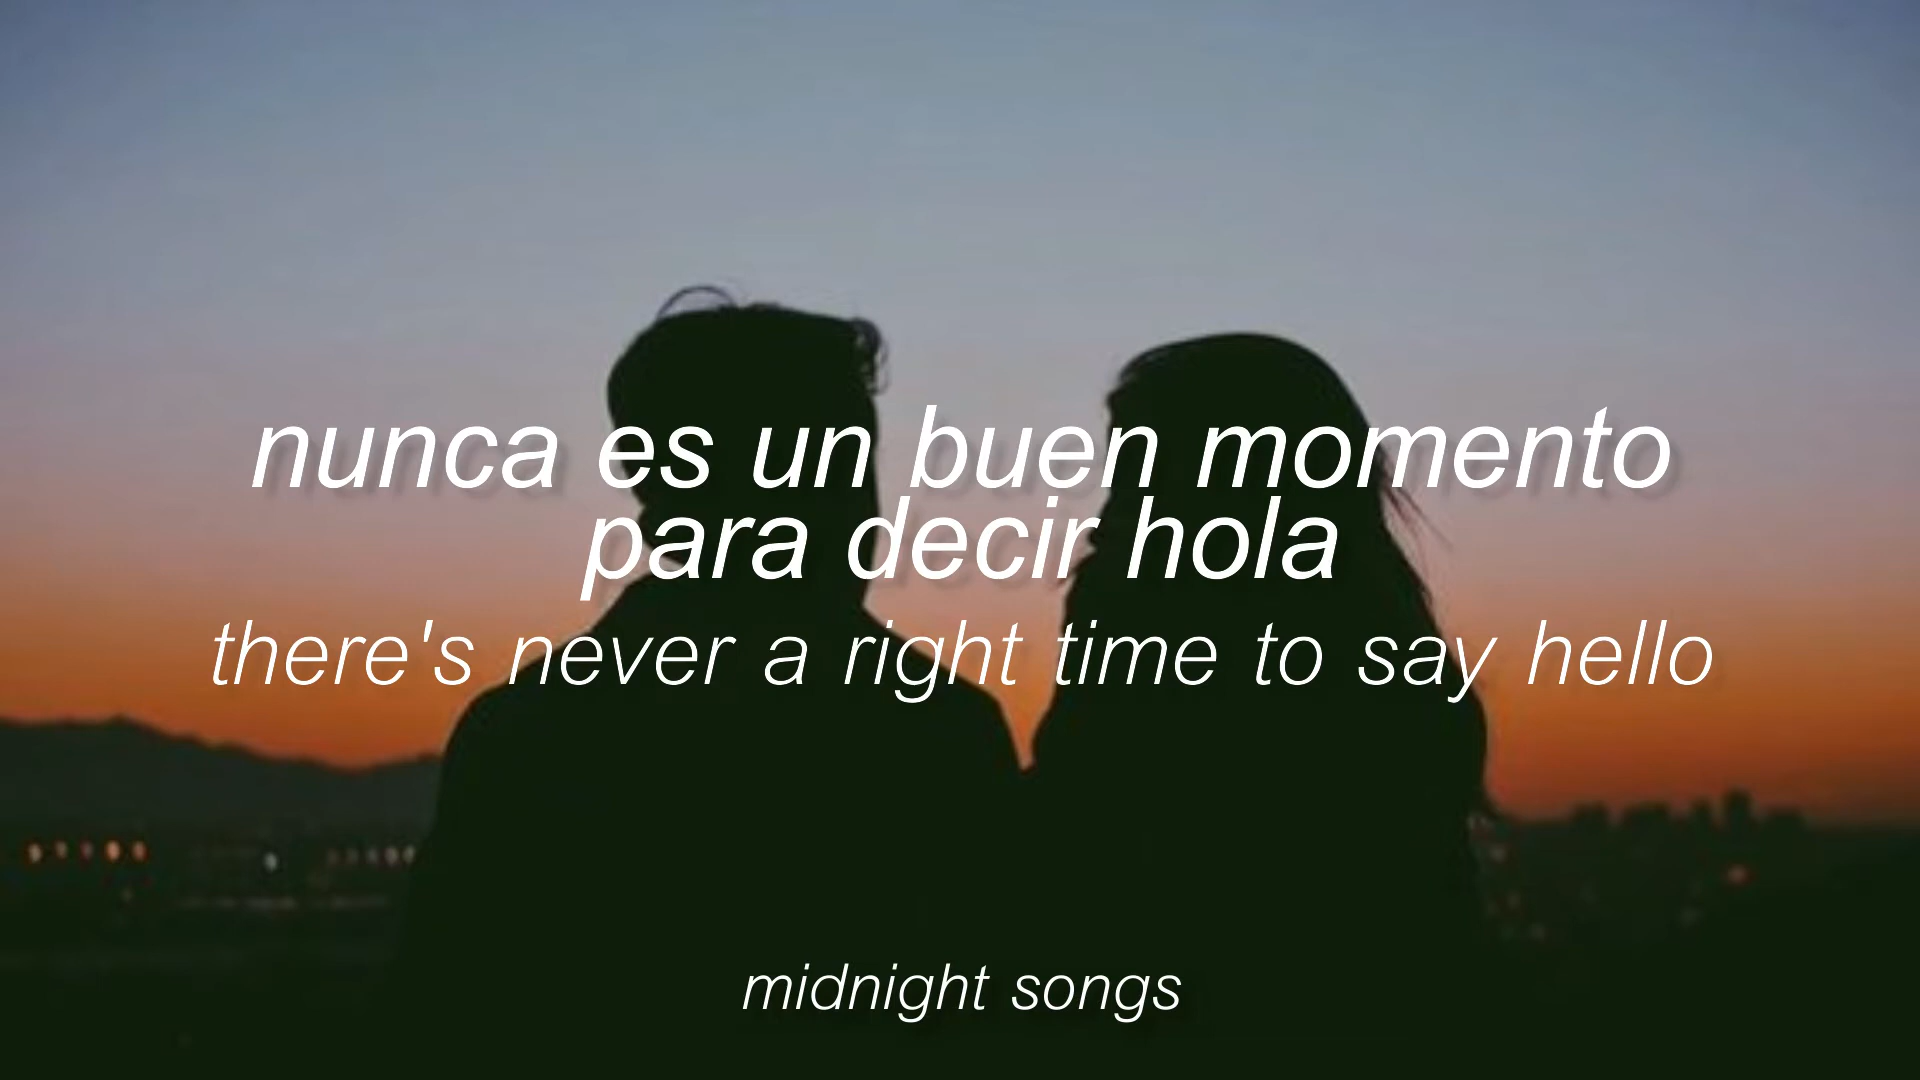 nunca es un buen momento
para decir hola
there's never a right time to say hello
midnight songs